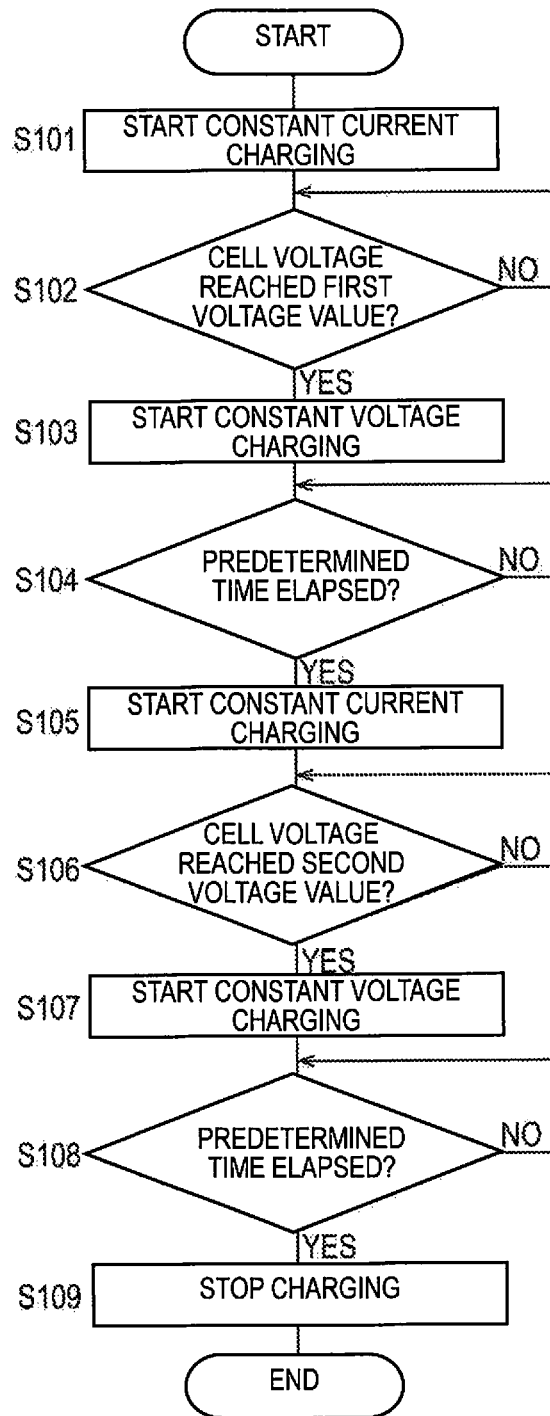 START
S101
START CONSTANT CURRENT
CHARGING
S102
CELL VOLTAGE
REACHED FIRST
VOLTAGE VALUE?
NO
YES
S103
START CONSTANT VOLTAGE
CHARGING
S104
PREDETERMINED
TIME ELAPSED?
NO
YES
S105
START CONSTANT CURRENT
CHARGING
S106
CELL VOLTAGE
REACHED SECOND
VOLTAGE VALUE?
NO
YES
S107
START CONSTANT VOLTAGE
CHARGING
S108
PREDETERMINED
TIME ELAPSED?
NO
YES
S109
STOP CHARGING
END